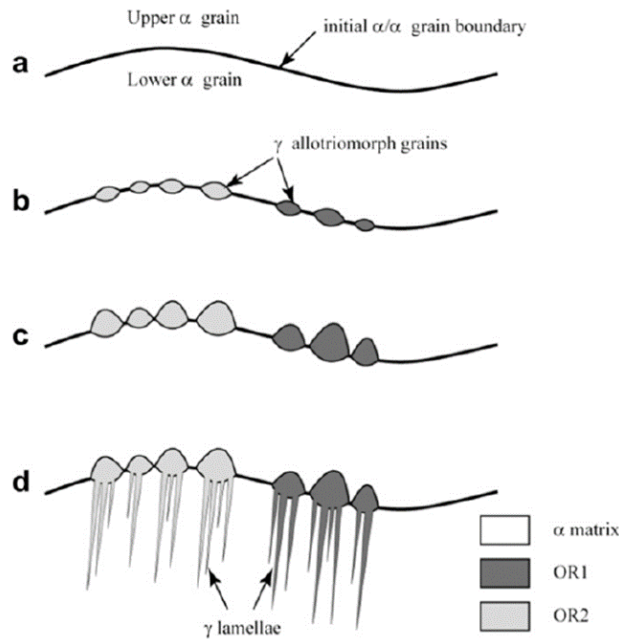 Upper α grain
initial α/α grain boundary
a
Lower α grain
γ allotriomorph grains
b
c
d
α matrix
OR1
OR2
γ lamellae